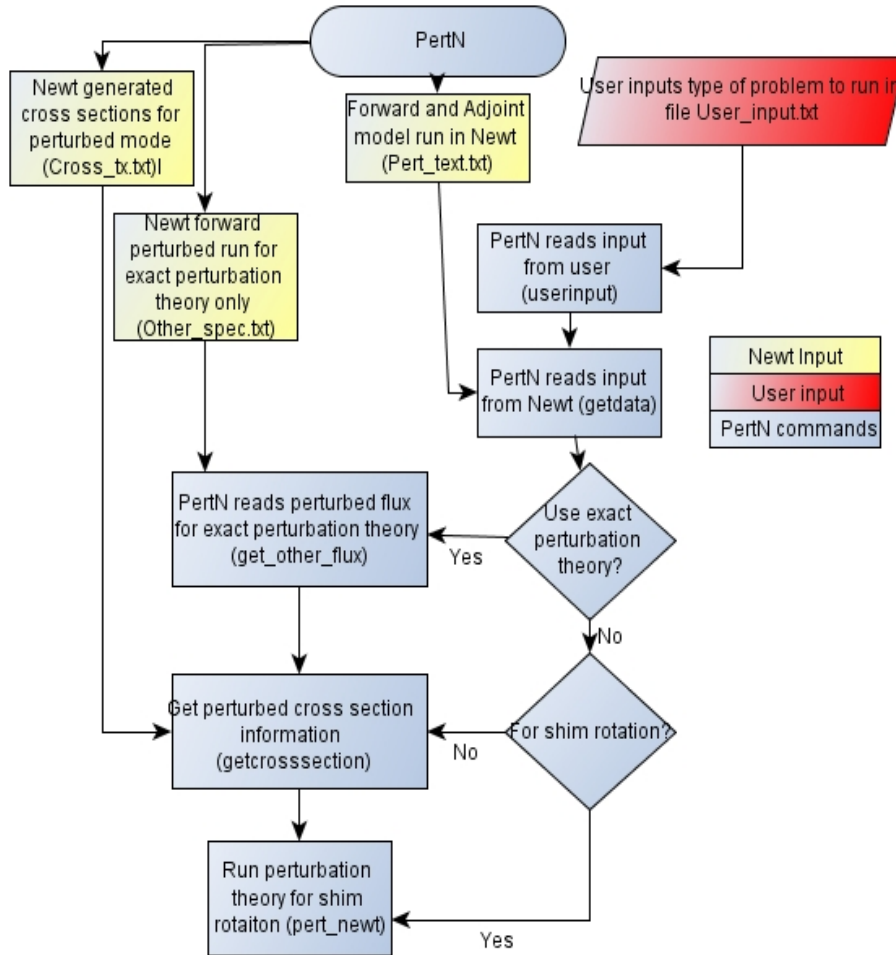 PertN
Newt generated
cross sections for
perturbed mode
(Cross_tx.txt)l
Forward and Adjoint
model run in Newt
(Pert_text.txt)
User inputs type of problem to run in
file User_input.txt
Newt forward
perturbed run for
exact perturbation
theory only
(Other_spec.txt)
PertN reads input
from user
(userinput)
PertN reads input
from Newt (getdata)
Newt Input
User input
PertN commands
PertN reads perturbed flux
for exact perturbation theory
(get_other_flux)
Yes
Use exact
perturbation
theory?
No
Get perturbed cross section
information
(getcrosssection)
No
For shim rotation?
Run perturbation
theory for shim
rotaiton (pert_newt)
Yes